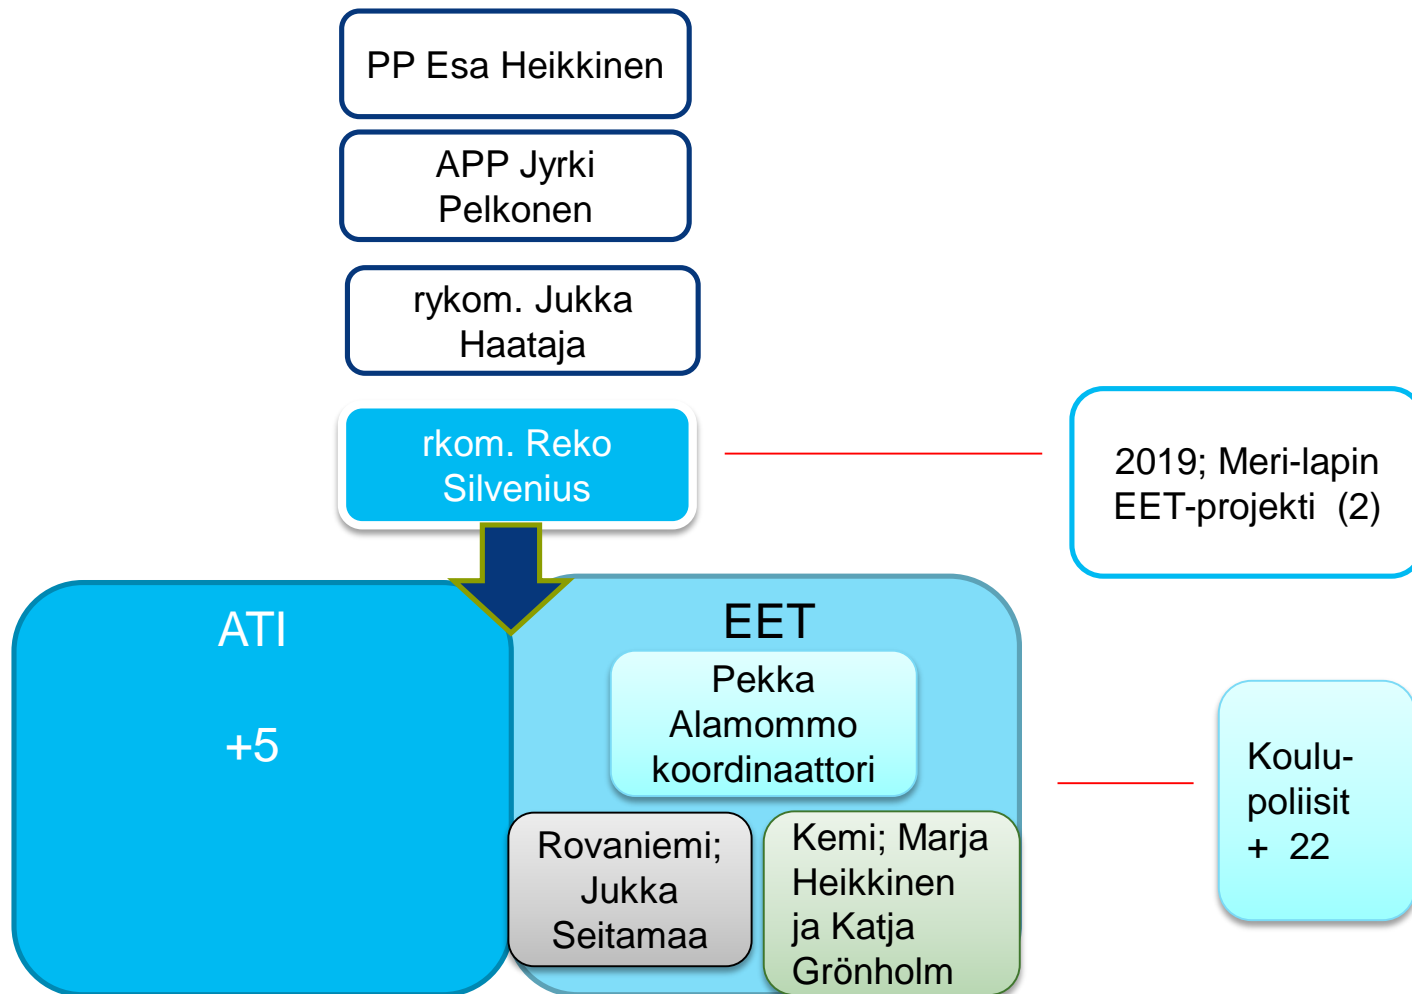 PP Esa Heikkinen
APP Jyrki
Pelkonen
rykom. Jukka
Haataja
rkom. Reko
Silvenius
2019; Meri-lapin
EET-projekti (2)
ATI
+5
EET
Pekka
Alamommo
koordinaattori
Rovaniemi;
Jukka
Seitamaa
Kemi; Marja
Heikkinen
ja Katja
Grönholm
Koulu-
poliisit
+ 22